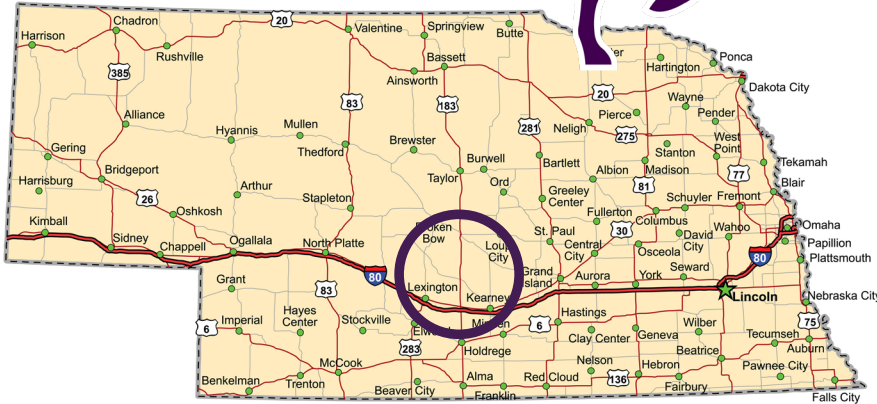 Chadron
20
Valentine
Springview
Butte
Harrison
Rushville
Bassett
Hartington
Ponca
385
Ainsworth
Dakota City
83
183
20
Wayne
Alliance
Pierce
Pender
Hyannis
Mullen
Brewster
281
Neligh
275
West
Point
Thedford
Stanton
Gering
Burwell
Bartlett
Madison
Tekamah
Bridgeport
Taylor
Albion
77
Harrisburg
Arthur
Ord
81
Blair
26
Stapleton
Greeley
Center
Schuyler
Fremont
Oshkosh
Fullerton
Columbus
Kimball
Bow
St. Paul
30
David
City
Wahoo
Omaha
Sidney
Ogallala
North Platte
City
Central
City
Osceola
Papillion
Chappell
80
Grand
Island
80
Plattsmouth
Grant
83
Lexington
Aurora
York
Seward
Kearney
Lincoln
Nebraska City
6
Imperial
Hayes
Center
Stockville
6
Hastings
75
Clay Center
Geneva
Wilber
Tecumseh
283
Holdrege
Beatrice
Auburn
McCook
Nelson
Hebron
Pawnee City
Benkelman
Trenton
Beaver City
Alma
Franklin
Red Cloud
136
Fairbury
Falls City